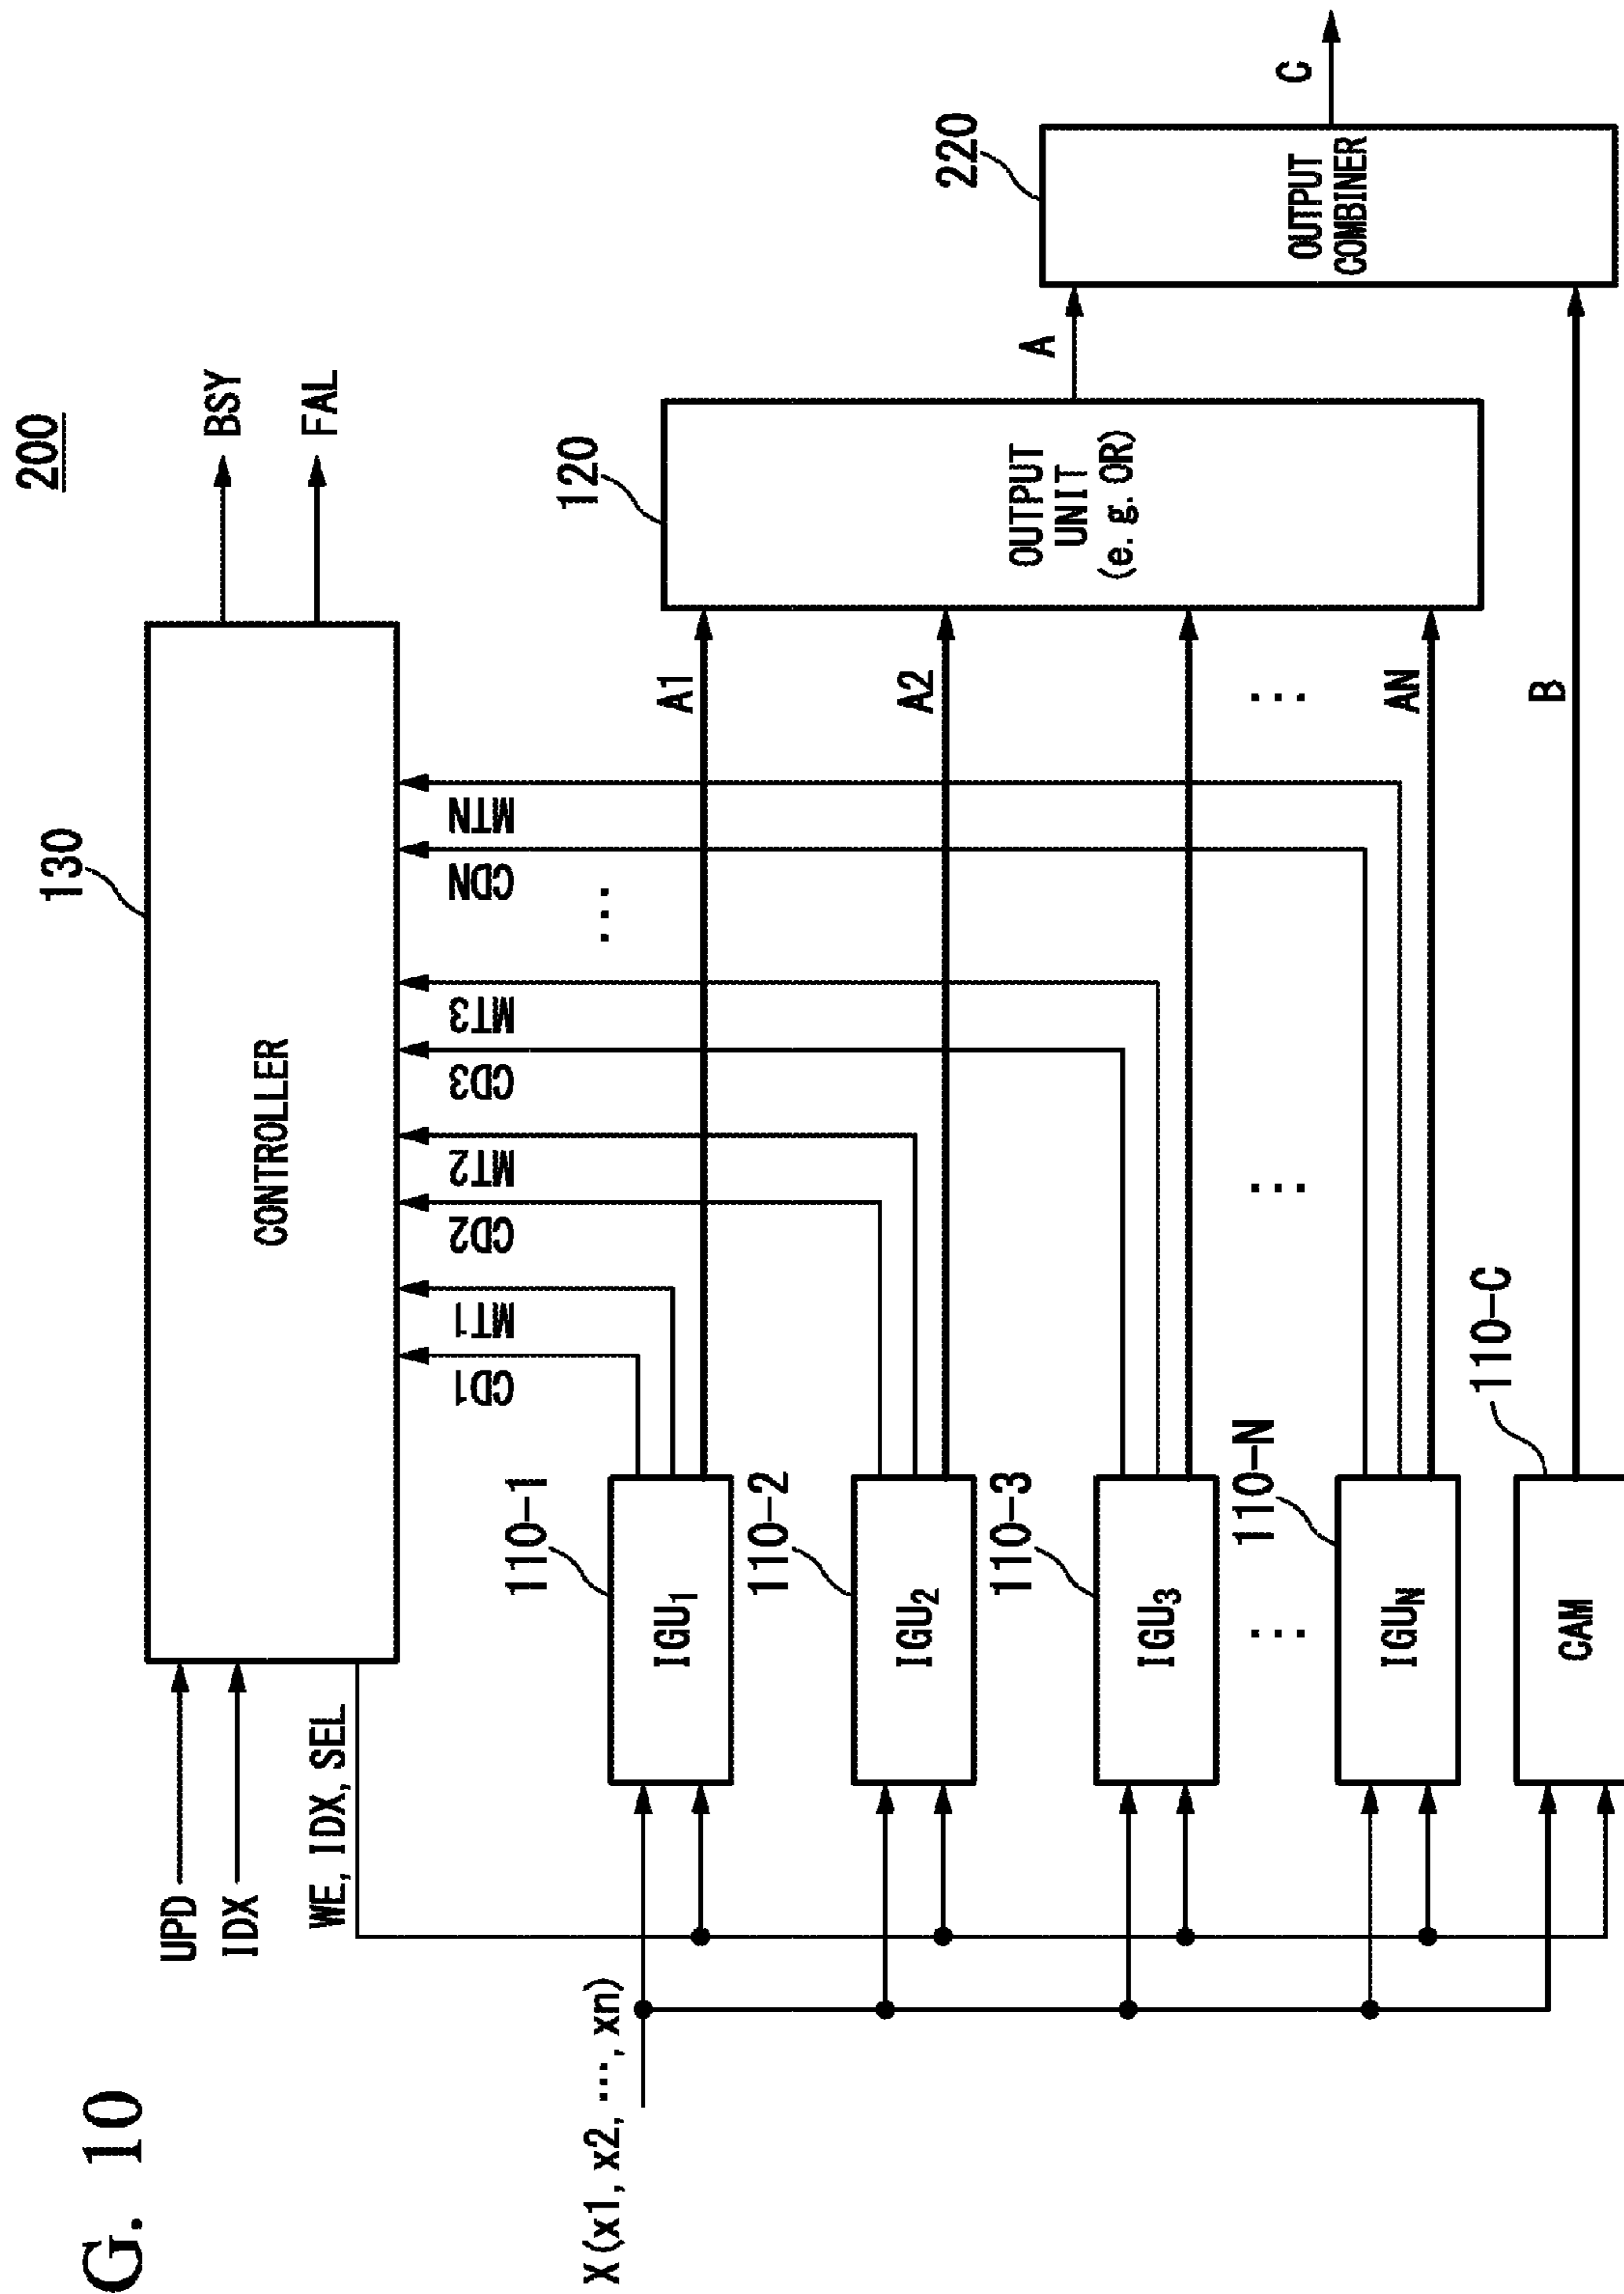 G. 10
200
130
CONTROLLER
UPD
IDX
BSY
FAL
WE, IDX, SEL
CD1
MT1
CD2
MT2
CD3
MT3
...
CDN
MTN
X(x1, x2, ..., xn)
110-1
IGU1
A1
110-2
IGU2
A2
110-3
IGU3
...
...
...
110-N
IGUN
AN
110-C
CAM
B
120
OUTPUT
UNIT
(e.g. OR)
A
220
OUTPUT
COMBINER
C